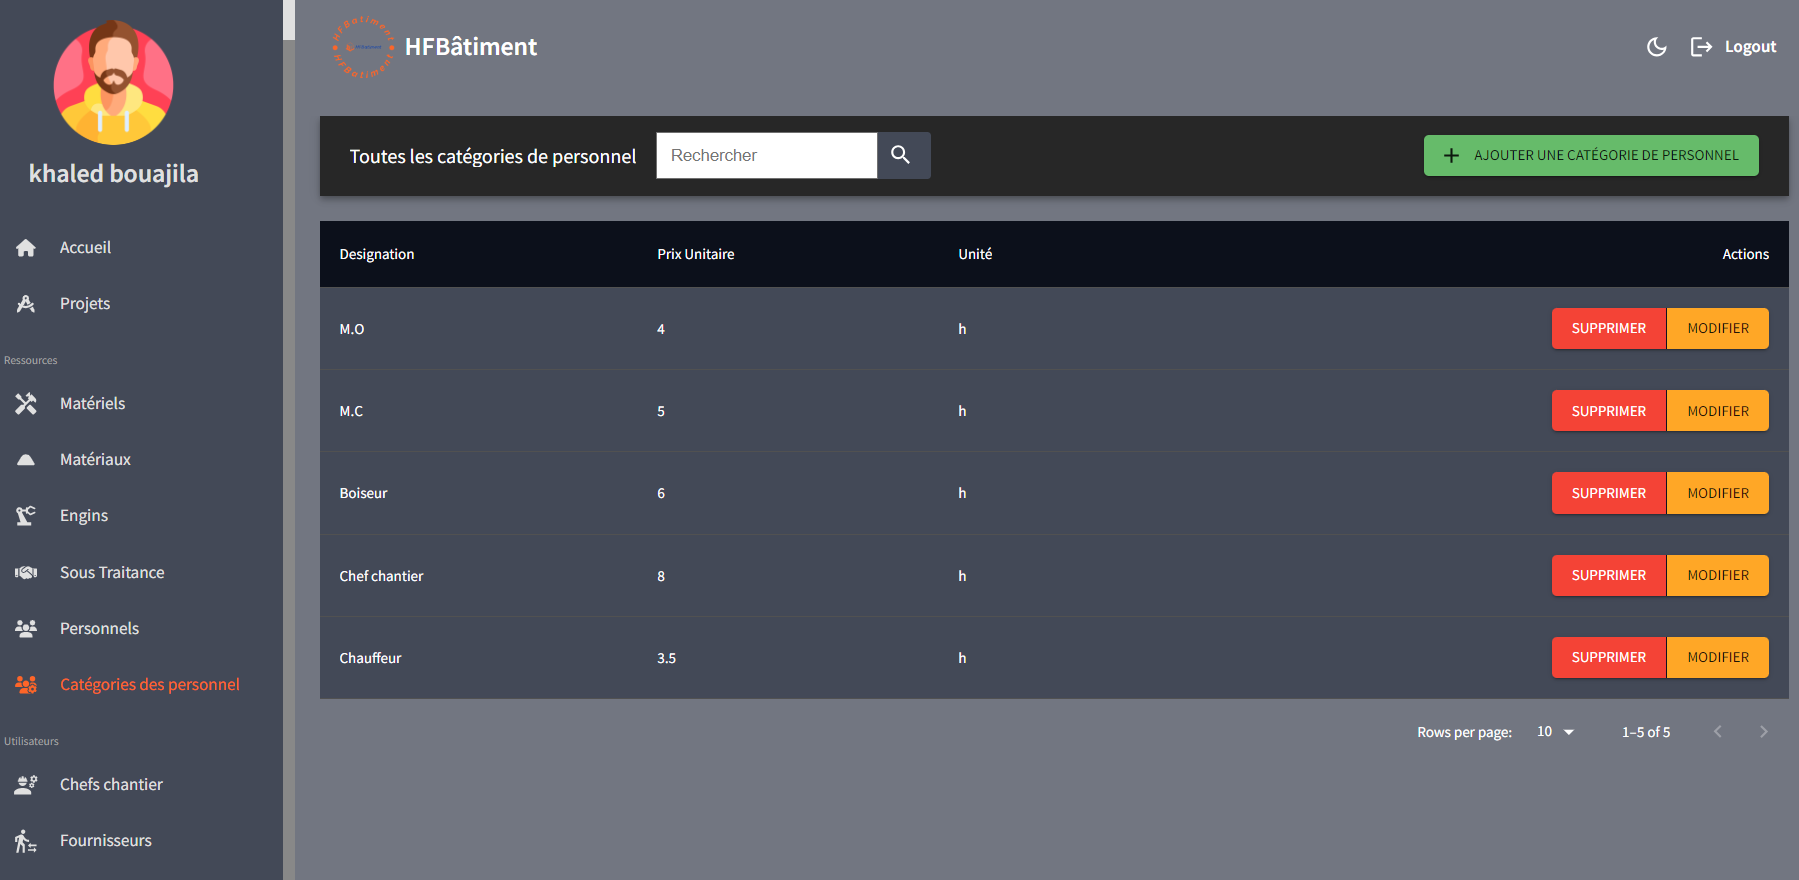 khaled bouajila
Accueil
Projets
Ressources
Matériels
Matériaux
Engins
Sous Traitance
Personnels
Catégories des personnel
Utilisateurs
Chefs chantier
Fournisseurs
HFBatiment
HFBatiment
HFBâtiment
Logout
Toutes les catégories de personnel
Rechercher
AJOUTER UNE CATÉGORIE DE PERSONNEL
Designation Prix Unitaire Unité Actions
M.O 4 h SUPPRIMER MODIFIER
M.C 5 h SUPPRIMER MODIFIER
Boiseur 6 h SUPPRIMER MODIFIER
Chef chantier 8 h SUPPRIMER MODIFIER
Chauffeur 3.5 h SUPPRIMER MODIFIER
Rows per page: 10 1–5 of 5